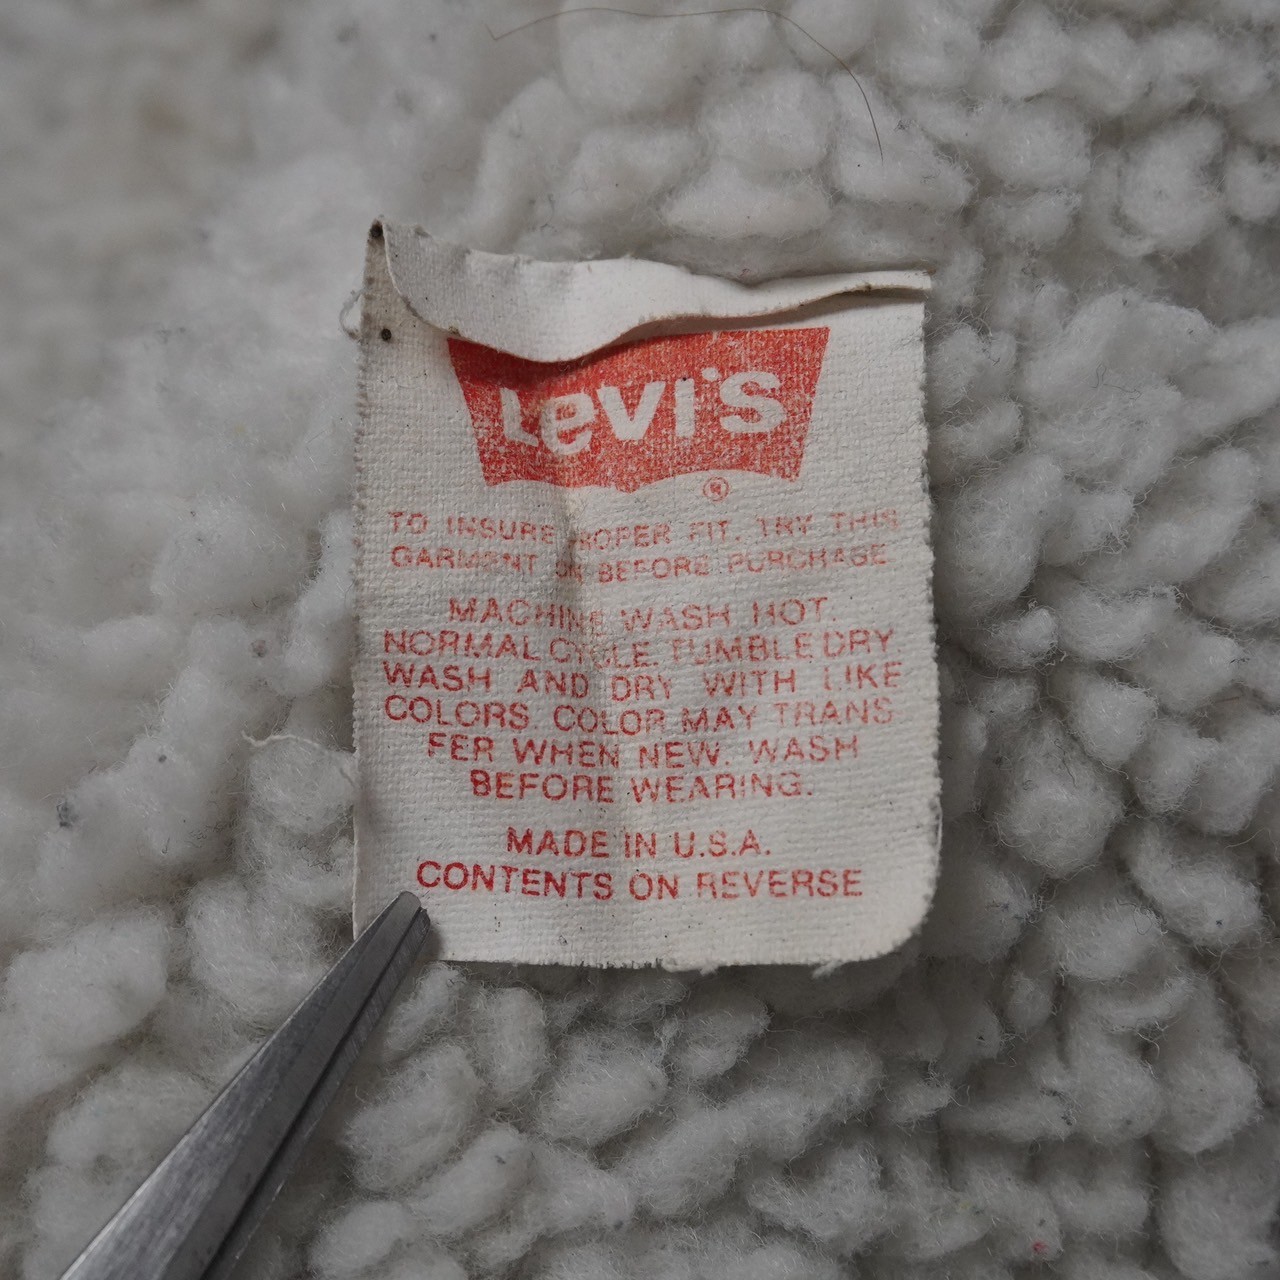 Levi's
®
TO INSURE PROPER FIT. TRY THIS
GARMENT ON BEFORE PURCHASE
MACHINE WASH HOT.
NORMAL CYCLE. TUMBLE DRY
WASH AND DRY WITH LIKE
COLORS. COLOR MAY TRANS
FER WHEN NEW. WASH
BEFORE WEARING.
MADE IN U.S.A.
CONTENTS ON REVERSE